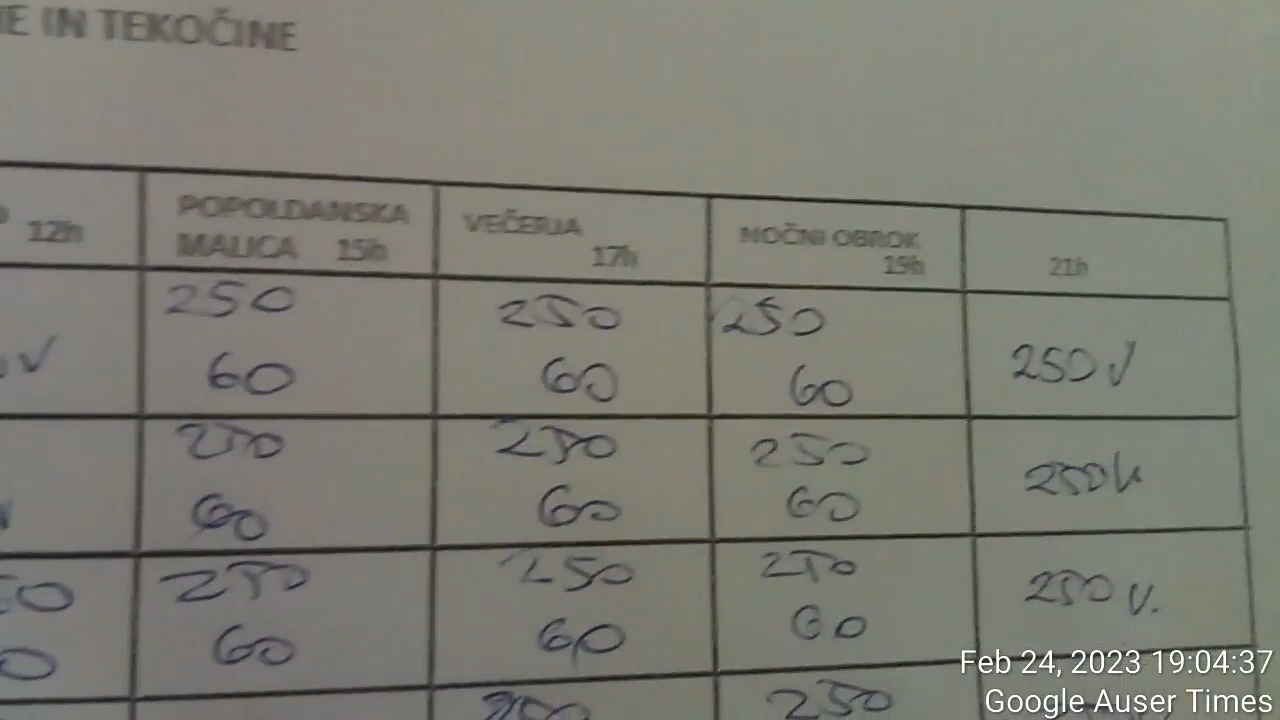 E IN TEKOČINE
12h
POPOLDANSKA
MALICA 15h
VEČERJA
17h
NOČNI OBROK
19h
21h
250 250 250
60 60 60
250 V
250 250 250
60 60 60
250 V
250 250 250
60 60 60
250 V.
250
Feb 24, 2023 19:04:37
Google Auser Times